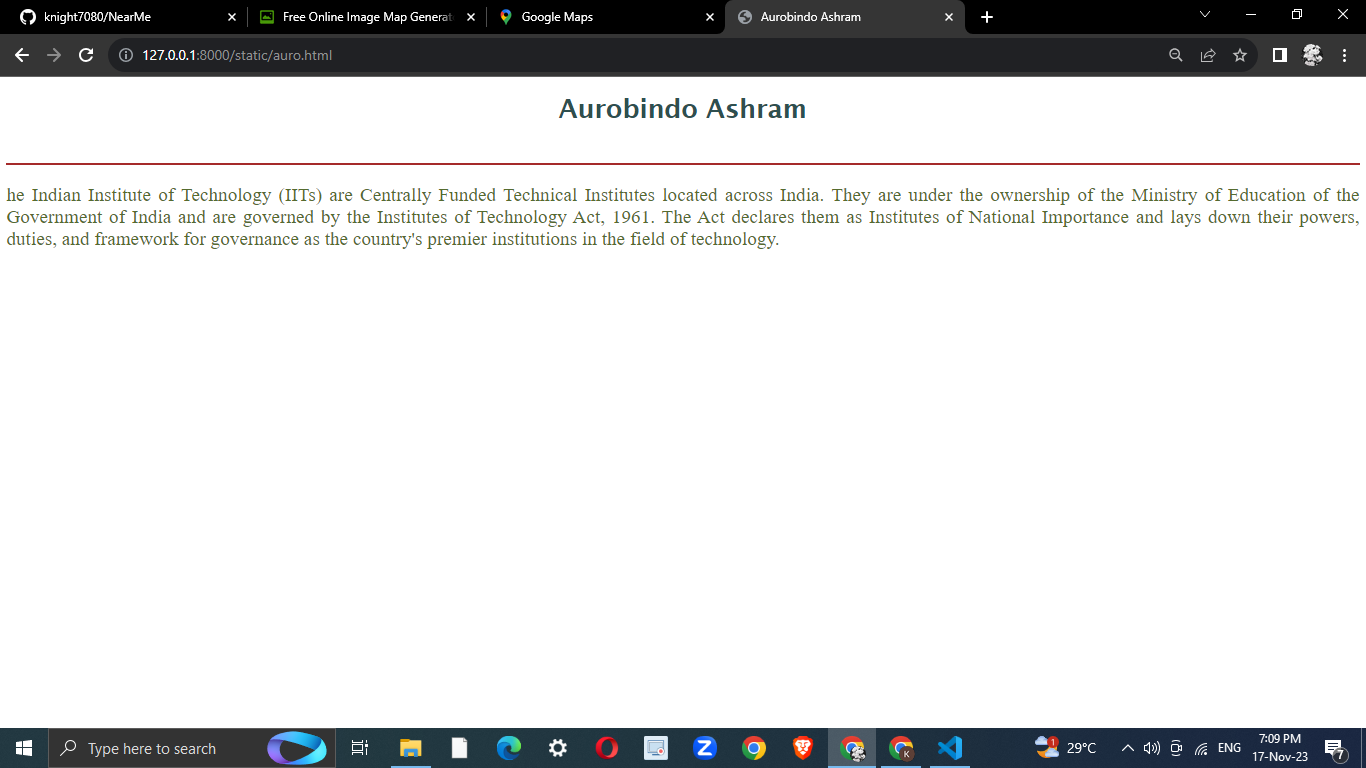 knight7080/NearMe
Free Online Image Map Generat
Google Maps
Aurobindo Ashram
127.0.0.1:8000/static/auro.html
Aurobindo Ashram
he Indian Institute of Technology (IITs) are Centrally Funded Technical Institutes located across India. They are under the ownership of the Ministry of Education of the
Government of India and are governed by the Institutes of Technology Act, 1961. The Act declares them as Institutes of National Importance and lays down their powers,
duties, and framework for governance as the country's premier institutions in the field of technology.
Type here to search
Z
K
1
29°C
ENG
7:09 PM
17-Nov-23
7